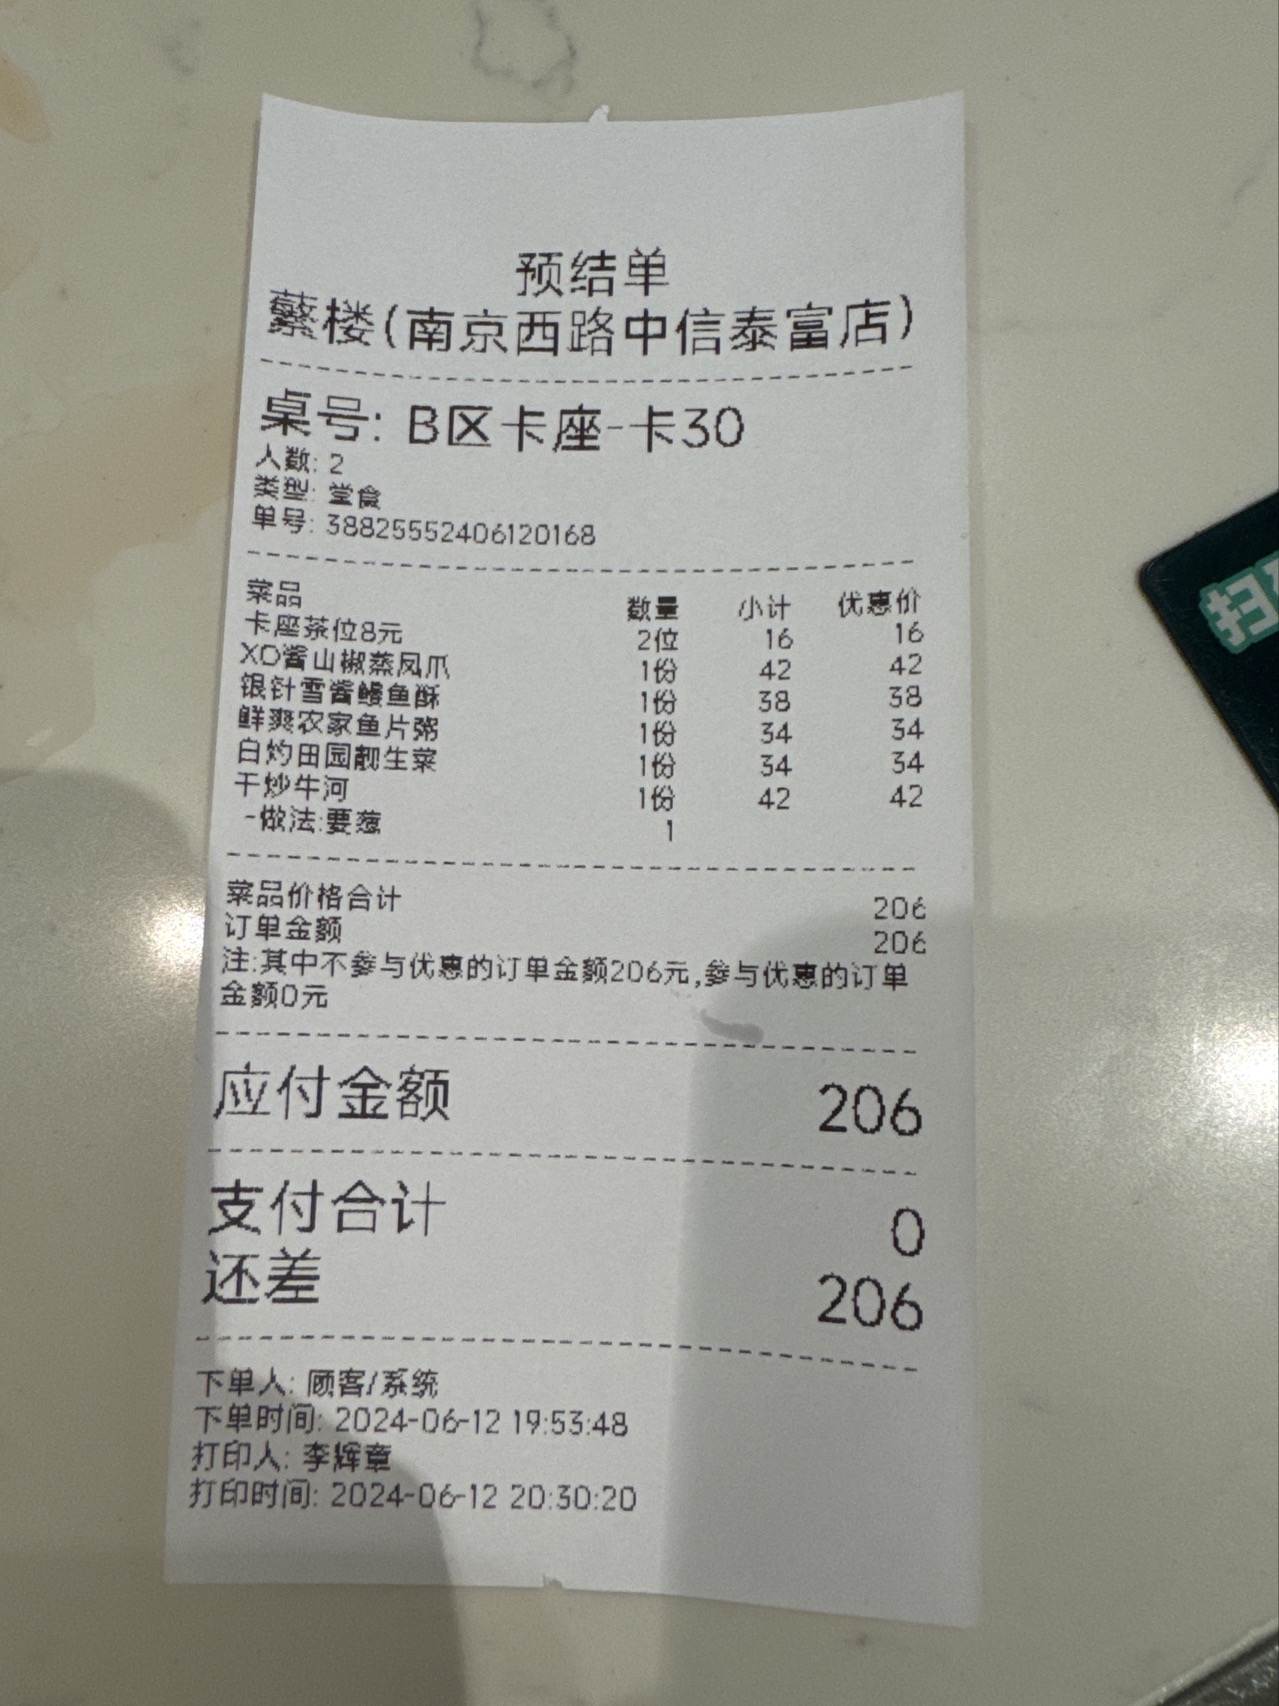 预结单
蘩楼(南京西路中信泰富店)
桌号: B区卡座-卡30
人数: 2
类型: 堂食
单号: 38825552406120168
菜品 数量 小计 优惠价
卡座茶位8元 2位 16 16
XO酱山椒蒸凤爪 1份 42 42
银针雪酱鳗鱼酥 1份 38 38
鲜爽农家鱼片粥 1份 34 34
白灼田园靓生菜 1份 34 34
干炒牛河 1份 42 42
-做法:要葱 1
菜品价格合计 206
订单金额 206
注:其中不参与优惠的订单金额206元,参与优惠的订单
金额0元
应付金额 206
支付合计 0
还差 206
下单人: 顾客/系统
下单时间: 2024-06-12 19:53:48
打印人: 李辉章
打印时间: 2024-06-12 20:30:20
扫